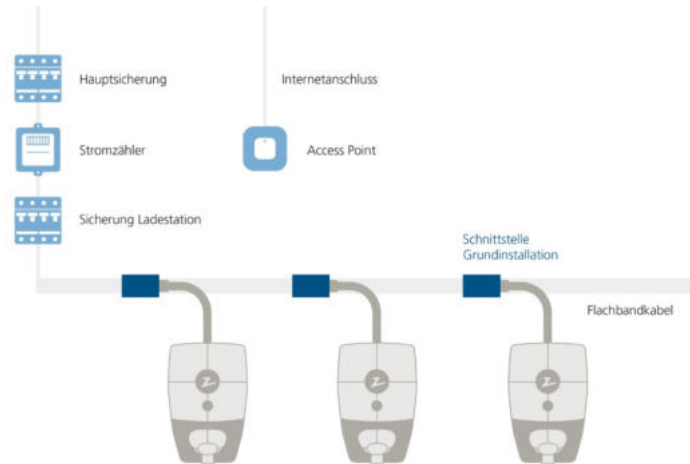 Hauptsicherung
Internetanschluss
Stromzähler
Access Point
Sicherung Ladestation
Schnittstelle
Grundinstallation
Flachbandkabel